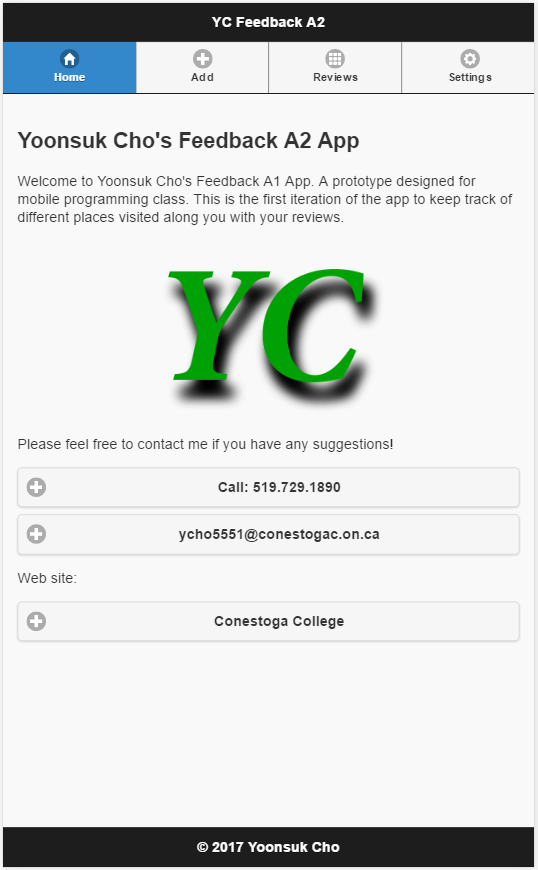 YC Feedback A2
Home
Add
Reviews
Settings
Yoonsuk Cho's Feedback A2 App
Welcome to Yoonsuk Cho's Feedback A1 App. A prototype designed for
mobile programming class. This is the first iteration of the app to keep track of
different places visited along you with your reviews.
YC
Please feel free to contact me if you have any suggestions!
Call: 519.729.1890
ycho5551@conestogac.on.ca
Web site:
Conestoga College
© 2017 Yoonsuk Cho